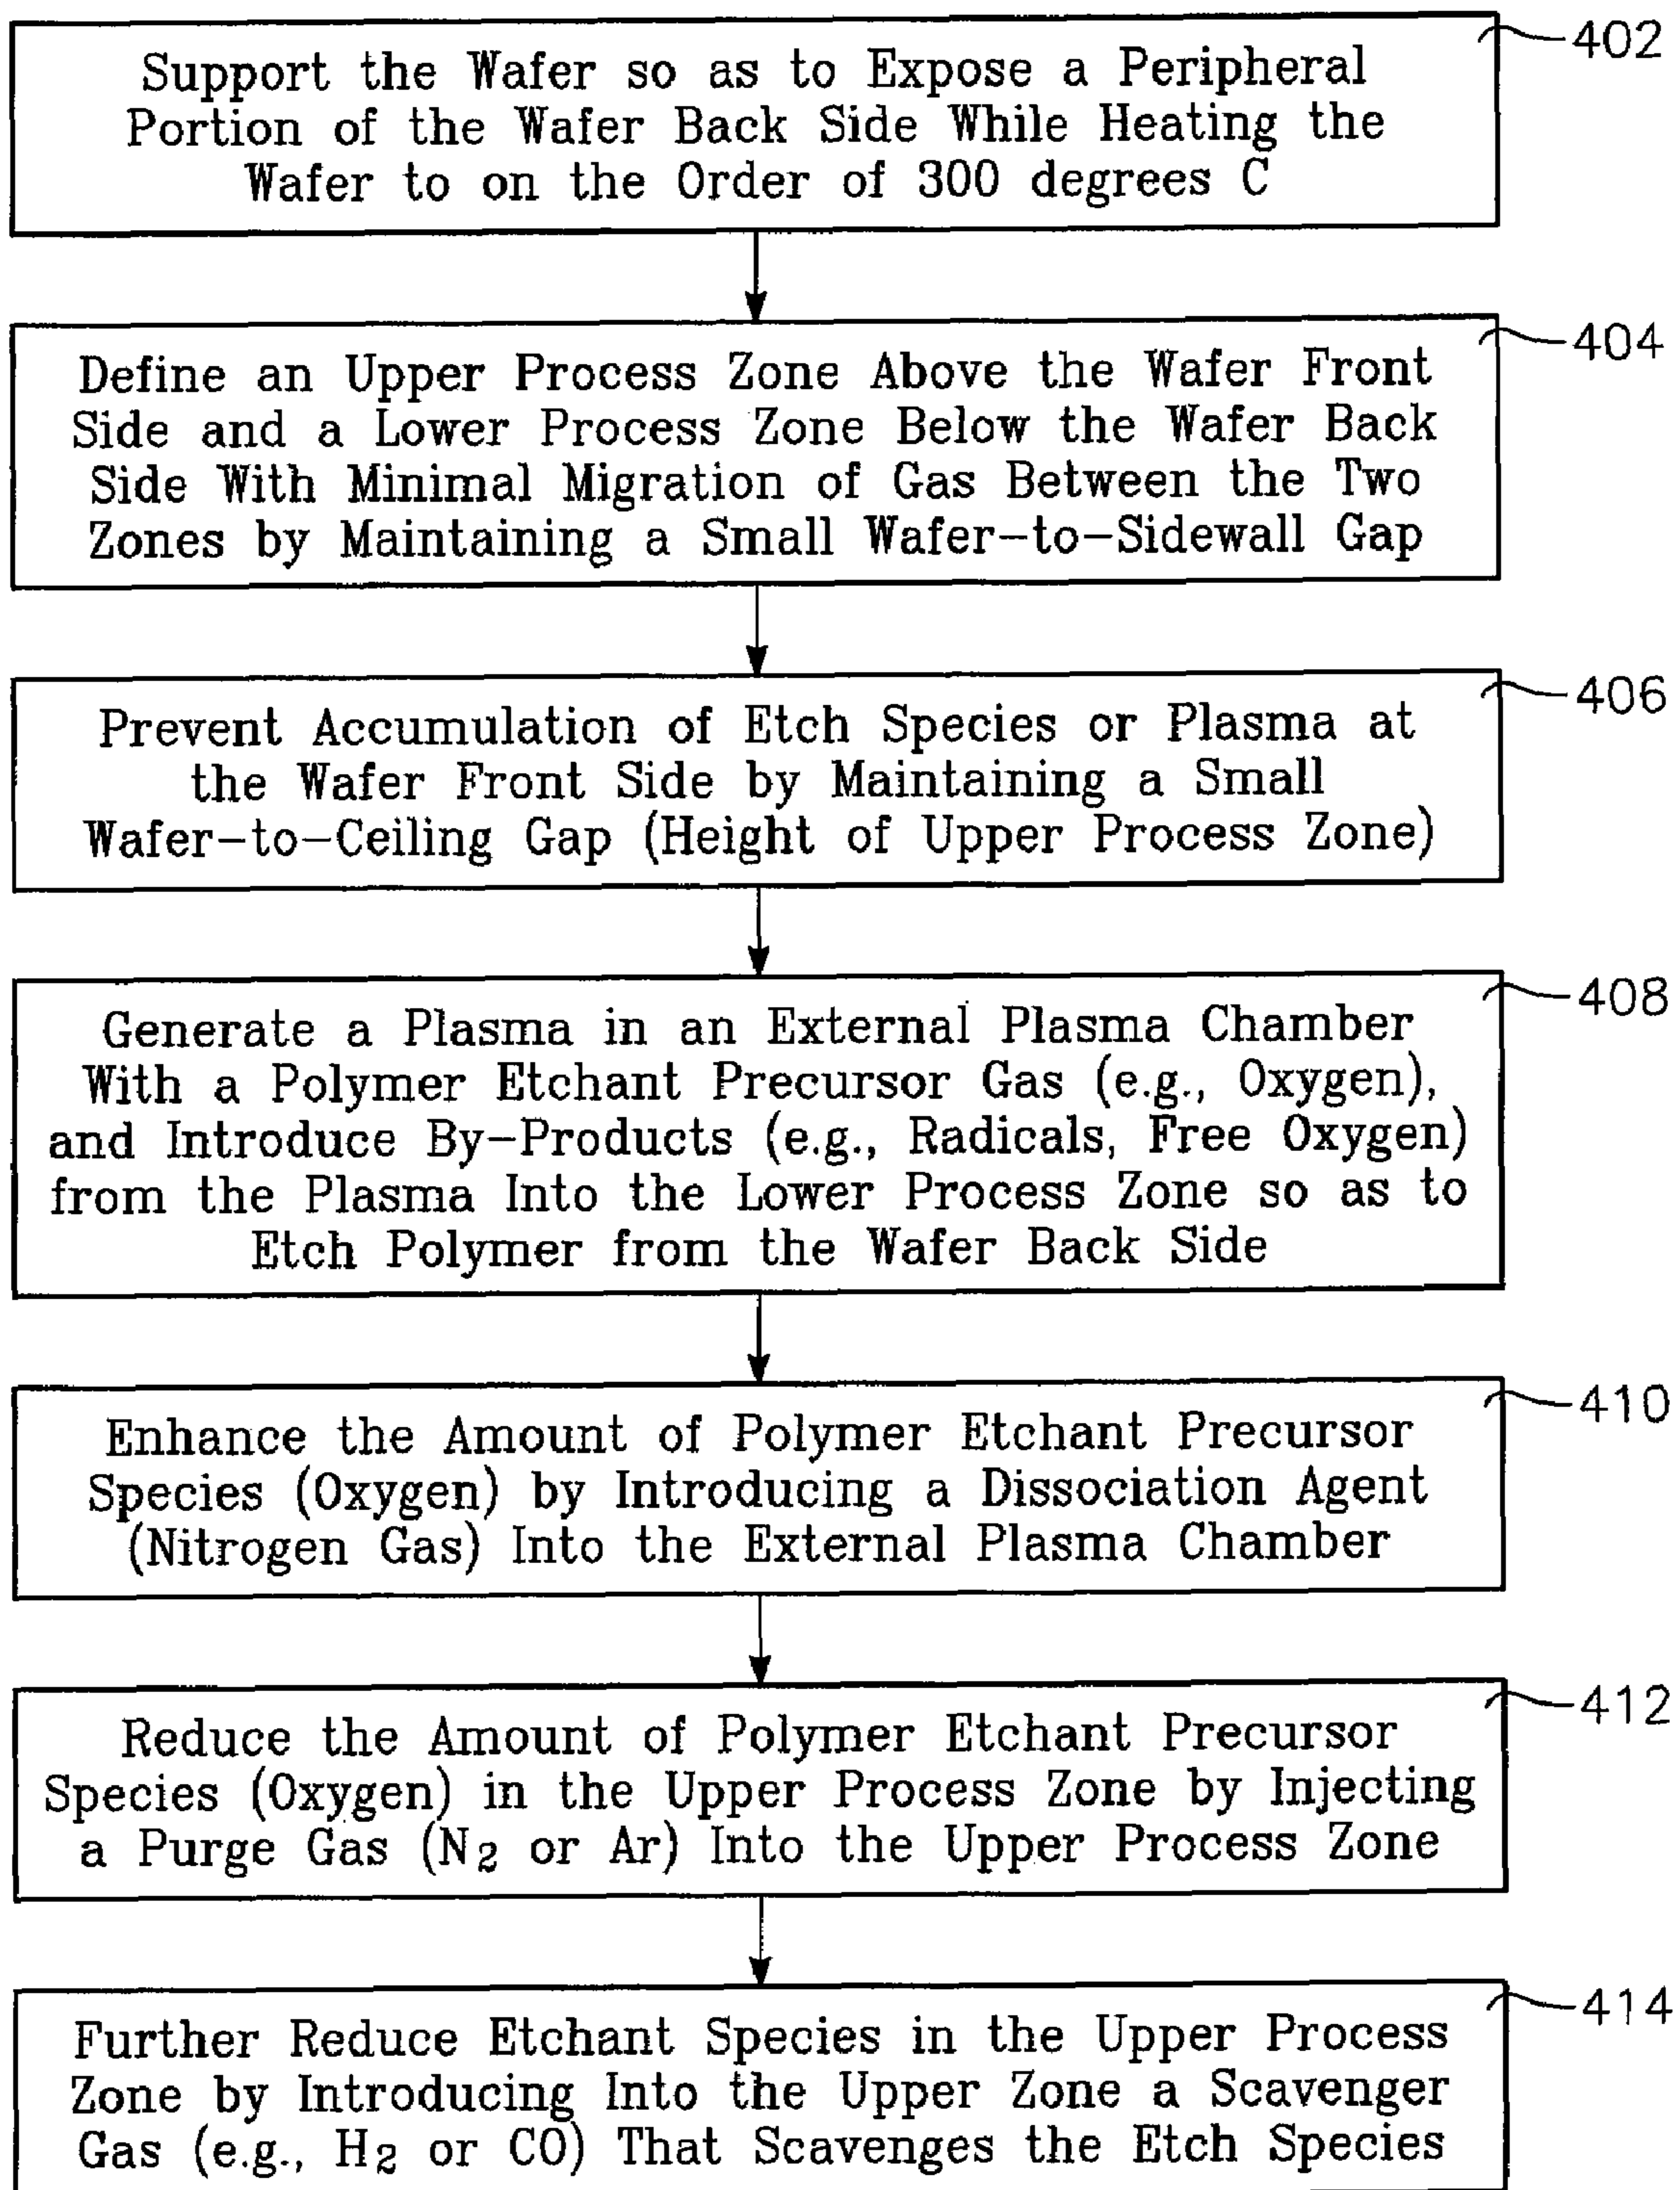 402
Support the Wafer so as to Expose a Peripheral
Portion of the Wafer Back Side While Heating the
Wafer to on the Order of 300 degrees C
404
Define an Upper Process Zone Above the Wafer Front
Side and a Lower Process Zone Below the Wafer Back
Side With Minimal Migration of Gas Between the Two
Zones by Maintaining a Small Wafer-to-Sidewall Gap
406
Prevent Accumulation of Etch Species or Plasma at
the Wafer Front Side by Maintaining a Small
Wafer-to-Ceiling Gap (Height of Upper Process Zone)
408
Generate a Plasma in an External Plasma Chamber
With a Polymer Etchant Precursor Gas (e.g., Oxygen),
and Introduce By-Products (e.g., Radicals, Free Oxygen)
from the Plasma Into the Lower Process Zone so as to
Etch Polymer from the Wafer Back Side
410
Enhance the Amount of Polymer Etchant Precursor
Species (Oxygen) by Introducing a Dissociation Agent
(Nitrogen Gas) Into the External Plasma Chamber
412
Reduce the Amount of Polymer Etchant Precursor
Species (Oxygen) in the Upper Process Zone by Injecting
a Purge Gas (N2 or Ar) Into the Upper Process Zone
414
Further Reduce Etchant Species in the Upper Process
Zone by Introducing Into the Upper Zone a Scavenger
Gas (e.g., H2 or CO) That Scavenges the Etch Species